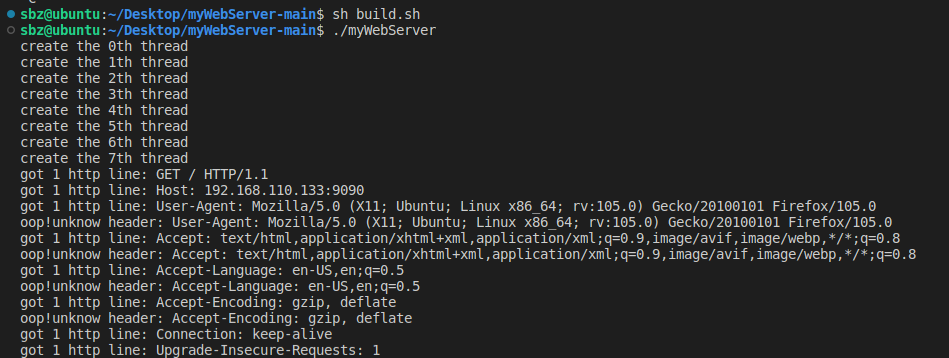 sbz@ubuntu:~/Desktop/myWebServer-main$ sh build.sh
sbz@ubuntu:~/Desktop/myWebServer-main$ ./myWebServer
create the 0th thread
create the 1th thread
create the 2th thread
create the 3th thread
create the 4th thread
create the 5th thread
create the 6th thread
create the 7th thread
got 1 http line: GET / HTTP/1.1
got 1 http line: Host: 192.168.110.133:9090
got 1 http line: User-Agent: Mozilla/5.0 (X11; Ubuntu; Linux x86_64; rv:105.0) Gecko/20100101 Firefox/105.0
oop!unknow header: User-Agent: Mozilla/5.0 (X11; Ubuntu; Linux x86_64; rv:105.0) Gecko/20100101 Firefox/105.0
got 1 http line: Accept: text/html,application/xhtml+xml,application/xml;q=0.9,image/avif,image/webp,*/*;q=0.8
oop!unknow header: Accept: text/html,application/xhtml+xml,application/xml;q=0.9,image/avif,image/webp,*/*;q=0.8
got 1 http line: Accept-Language: en-US,en;q=0.5
oop!unknow header: Accept-Language: en-US,en;q=0.5
got 1 http line: Accept-Encoding: gzip, deflate
oop!unknow header: Accept-Encoding: gzip, deflate
got 1 http line: Connection: keep-alive
got 1 http line: Upgrade-Insecure-Requests: 1